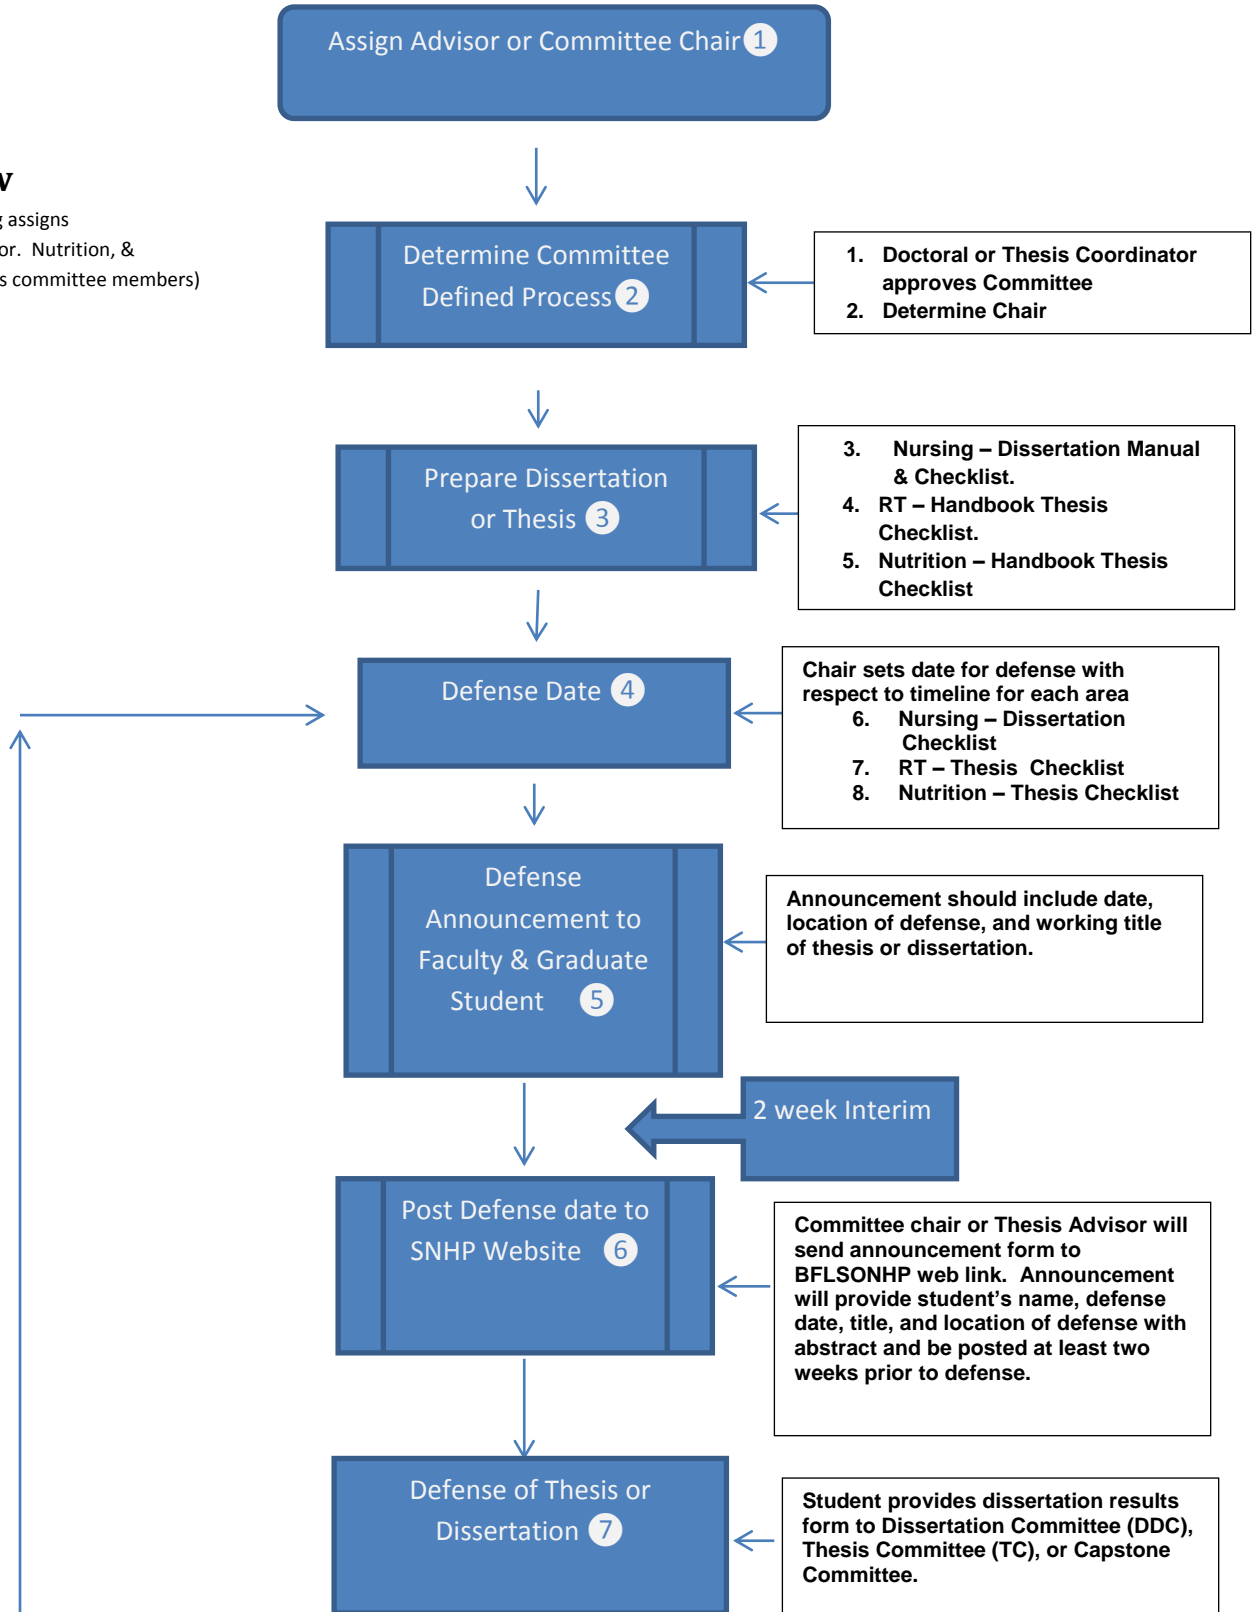 Assign Advisor or Committee Chair 1
w
g assigns
or. Nutrition, &
s committee members)
Determine Committee
Defined Process 2
1. Doctoral or Thesis Coordinator
approves Committee
2. Determine Chair
Prepare Dissertation
or Thesis 3
3. Nursing – Dissertation Manual
& Checklist.
4. RT – Handbook Thesis
Checklist.
5. Nutrition – Handbook Thesis
Checklist
Defense Date 4
Chair sets date for defense with
respect to timeline for each area
6. Nursing – Dissertation
Checklist
7. RT – Thesis Checklist
8. Nutrition – Thesis Checklist
Defense
Announcement to
Faculty & Graduate
Student 5
Announcement should include date,
location of defense, and working title
of thesis or dissertation.
2 week Interim
Post Defense date to
SNHP Website 6
Committee chair or Thesis Advisor will
send announcement form to
BFLSONHP web link. Announcement
will provide student’s name, defense
date, title, and location of defense with
abstract and be posted at least two
weeks prior to defense.
Defense of Thesis or
Dissertation 7
Student provides dissertation results
form to Dissertation Committee (DDC),
Thesis Committee (TC), or Capstone
Committee.